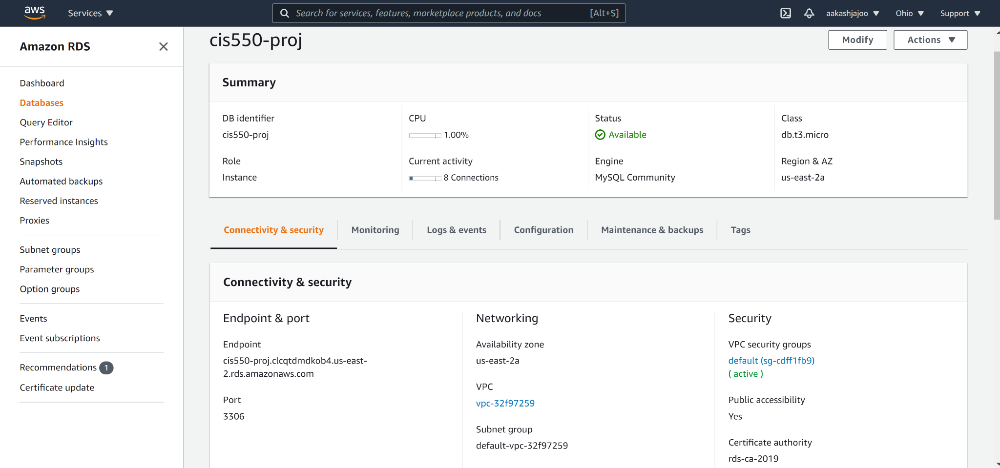 aws
Services
Search for services, features, marketplace products, and docs
[Alt+S]
aakashjajoo
Ohio
Support
Amazon RDS
Dashboard
Databases
Query Editor
Performance Insights
Snapshots
Automated backups
Reserved instances
Proxies
Subnet groups
Parameter groups
Option groups
Events
Event subscriptions
Recommendations 1
Certificate update
cis550-proj
Modify
Actions
Summary
DB identifier
cis550-proj
Role
Instance
CPU
1.00%
Current activity
8 Connections
Status
Available
Engine
MySQL Community
Class
db.t3.micro
Region & AZ
us-east-2a
Connectivity & security
Monitoring
Logs & events
Configuration
Maintenance & backups
Tags
Connectivity & security
Endpoint & port
Endpoint
cis550-proj.clcqtdmdkob4.us-east-
2.rds.amazonaws.com
Port
3306
Networking
Availability zone
us-east-2a
VPC
vpc-32f97259
Subnet group
default-vpc-32f97259
Security
VPC security groups
default (sg-cdff1fb9)
( active )
Public accessibility
Yes
Certificate authority
rds-ca-2019